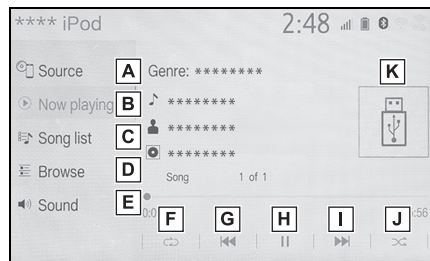 **** iPod 2:48
Source A Genre: ******** K
Now playing B ********
Song list C ********
Browse D ********
Song 1 of 1
Sound E
0:0 :56
F G H I J